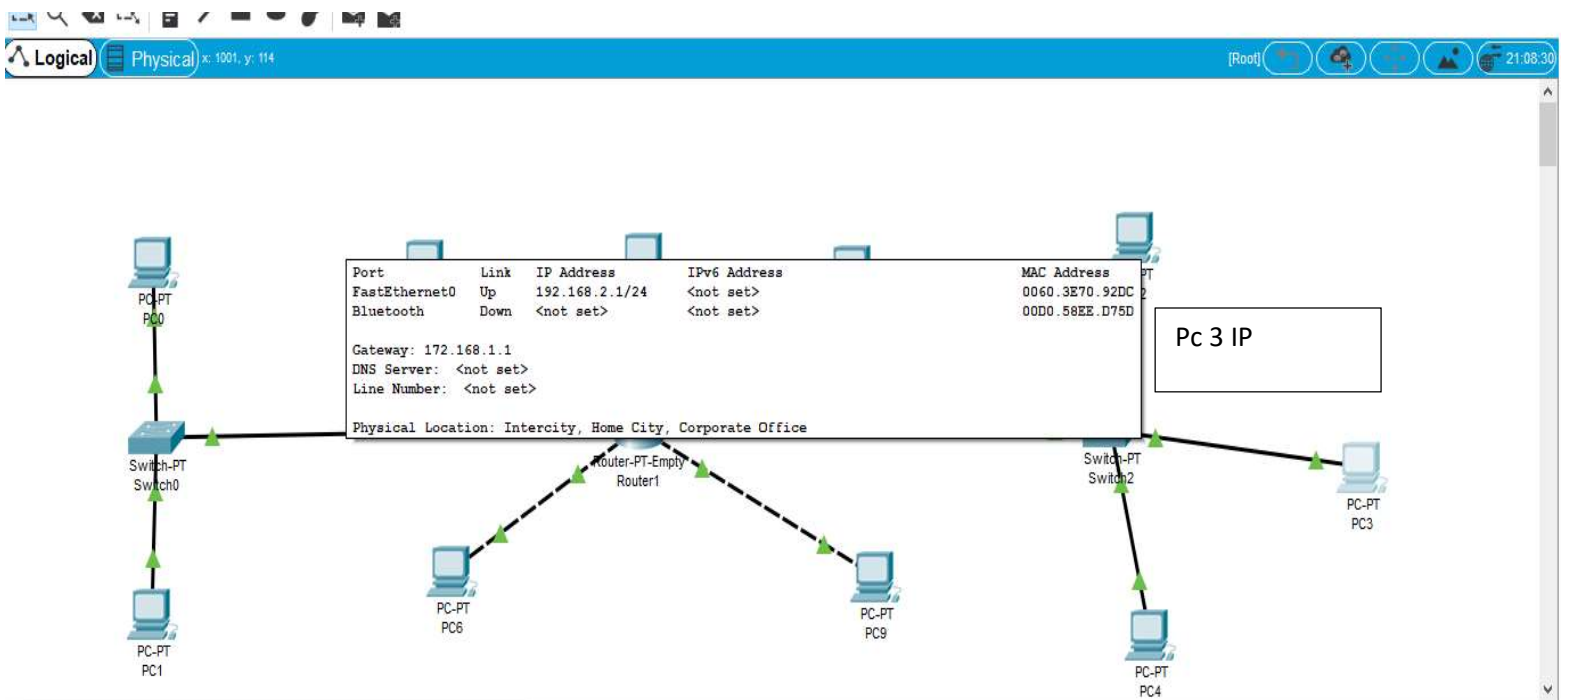 Logical Physical x: 1001, y: 114 [Root] 21:08:30
Port Link IP Address IPv6 Address MAC Address
FastEthernet0 Up 192.168.2.1/24 <not set> 0060.3E70.92DC
Bluetooth Down <not set> <not set> 00D0.58EE.D75D
Gateway: 172.168.1.1
DNS Server: <not set>
Line Number: <not set>
Physical Location: Intercity, Home City, Corporate Office
Pc 3 IP
PC-PT
PC0
PT
2
Switch-PT
Switch0
Router-PT-Empty
Router1
Switch-PT
Switch2
PC-PT
PC3
PC-PT
PC6
PC-PT
PC9
PC-PT
PC1
PC-PT
PC4